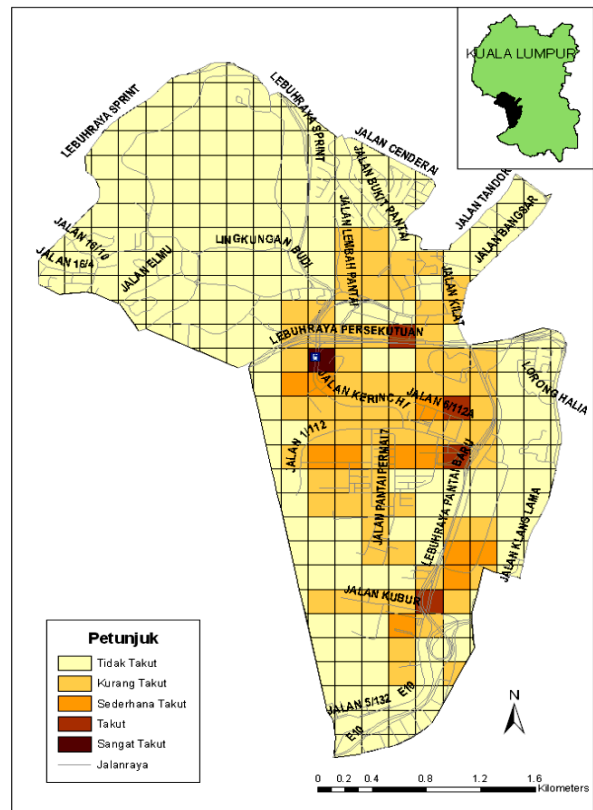 KUALA LUMPUR
LEBUHRAYA SPRINT
LEBUHRAYA SPRINT
JALAN CENDERAI
JALAN TANDOK
JALAN BUKIT PANTAI
JALAN BANGSAR
JALAN LEMBAH PANTAI
JALAN 16/10
JALAN 16/4
JALAN ELMU
LINGKUNGAN BUDI
JALAN KILAT
LEBUHRAYA PERSEKUTUAN
JALAN KERINCHI
JALAN 6/112A
LORONG HALIA
JALAN 1/112
JALAN PANTAI PERMAI 7
LEBUHRAYA PANTAI BARU
JALAN KLANG LAMA
JALAN KUBUR
JALAN 5/132
E10
E10
Petunjuk
Tidak Takut
Kurang Takut
Sederhana Takut
Takut
Sangat Takut
Jalanraya
N
0 0.2 0.4 0.8 1.2 1.6
Kilometers